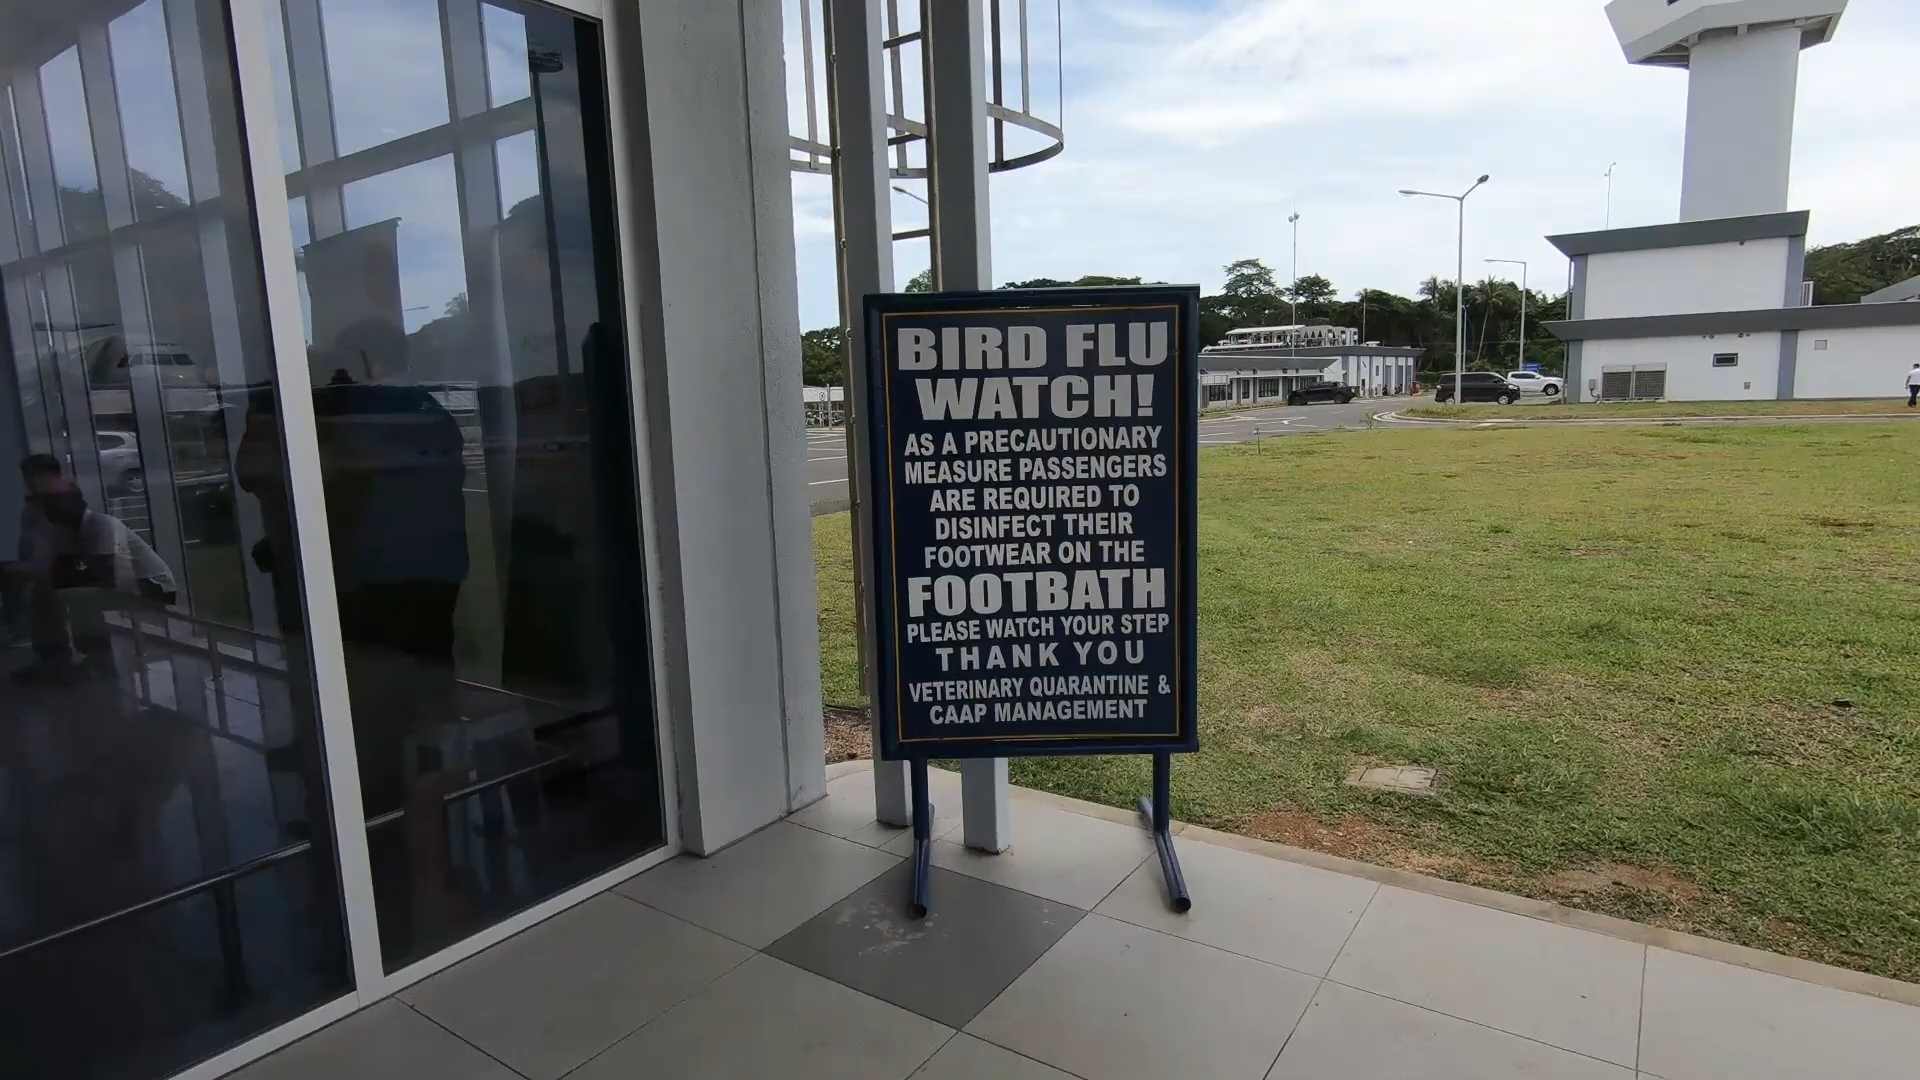 BIRD FLU
WATCH!
AS A PRECAUTIONARY
MEASURE PASSENGERS
ARE REQUIRED TO
DISINFECT THEIR
FOOTWEAR ON THE
FOOTBATH
PLEASE WATCH YOUR STEP
THANK YOU
VETERINARY QUARANTINE &
CAAP MANAGEMENT